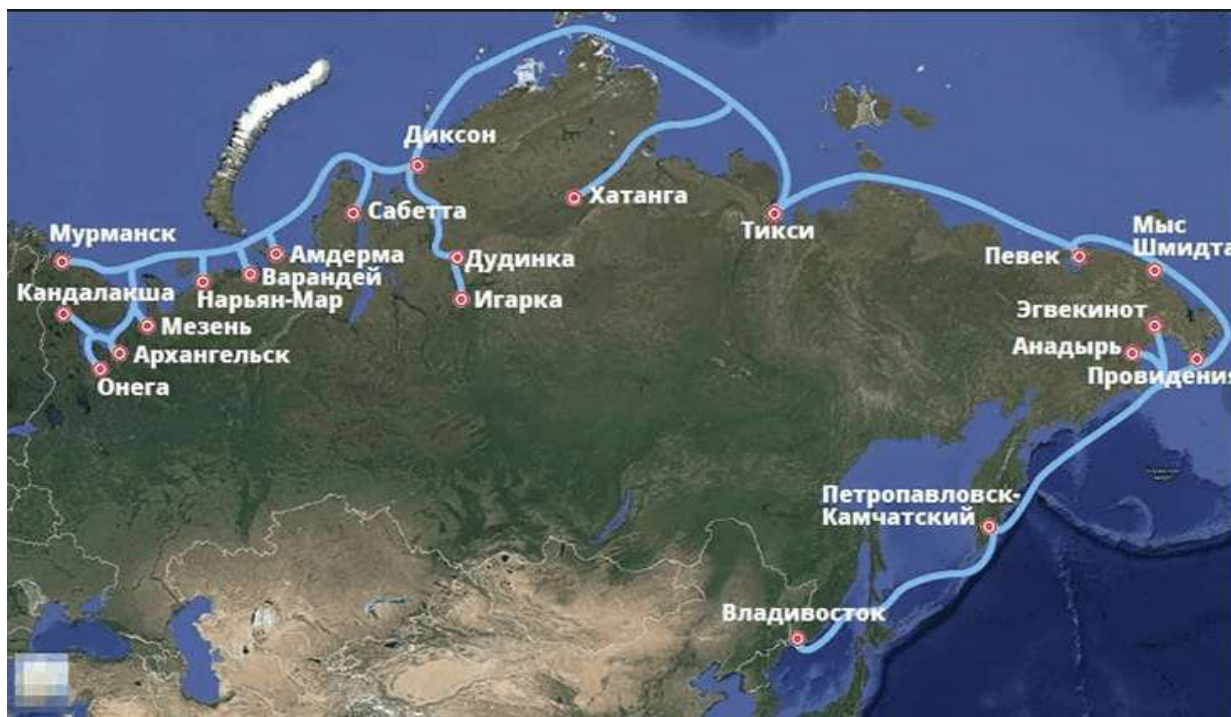 Диксон
Хатанга
Сабетта
Мыс
Шмидта
Тикси
Мурманск
Амдерма
Дудинка
Певек
Варандей
Кандалакша
Нарьян-Мар
Игарка
Эгвекинот
Мезень
Анадырь
Архангельск
Провидения
Онега
Петропавловск-
Камчатский
Владивосток